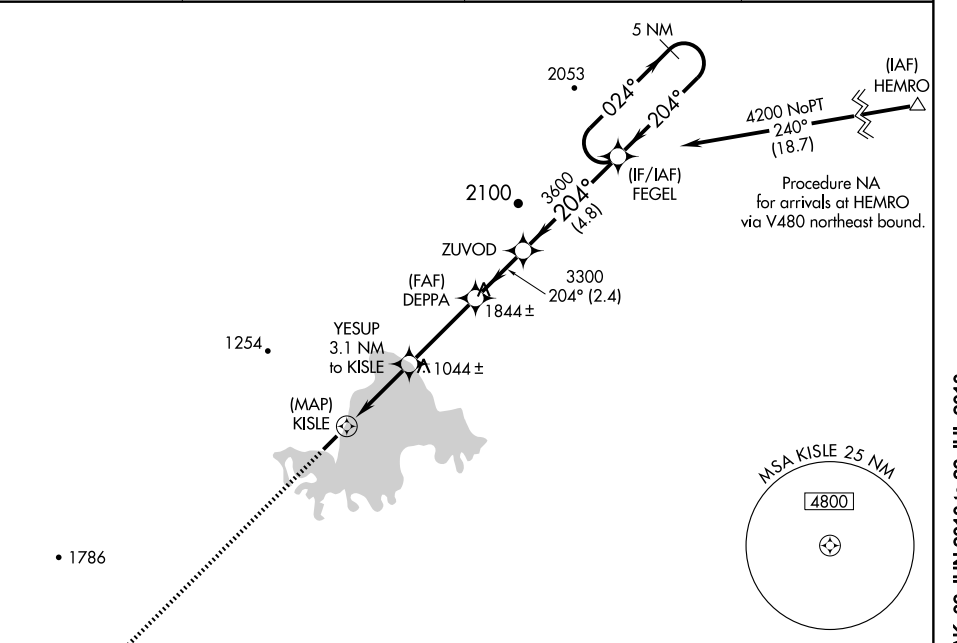 5 NM
2053
(IAF)
HEMRO
024°
204°
4200 NoPT
240°
(18.7)
(IF/IAF)
FEGEL
Procedure NA
for arrivals at HEMRO
via V480 northeast bound.
2100
3600
204°
(4.8)
ZUVOD
3300
204° (2.4)
(FAF)
DEPPA
1844±
YESUP
3.1 NM
to KISLE
1254
1044±
(MAP)
KISLE
MSA KISLE 25 NM
4800
1786